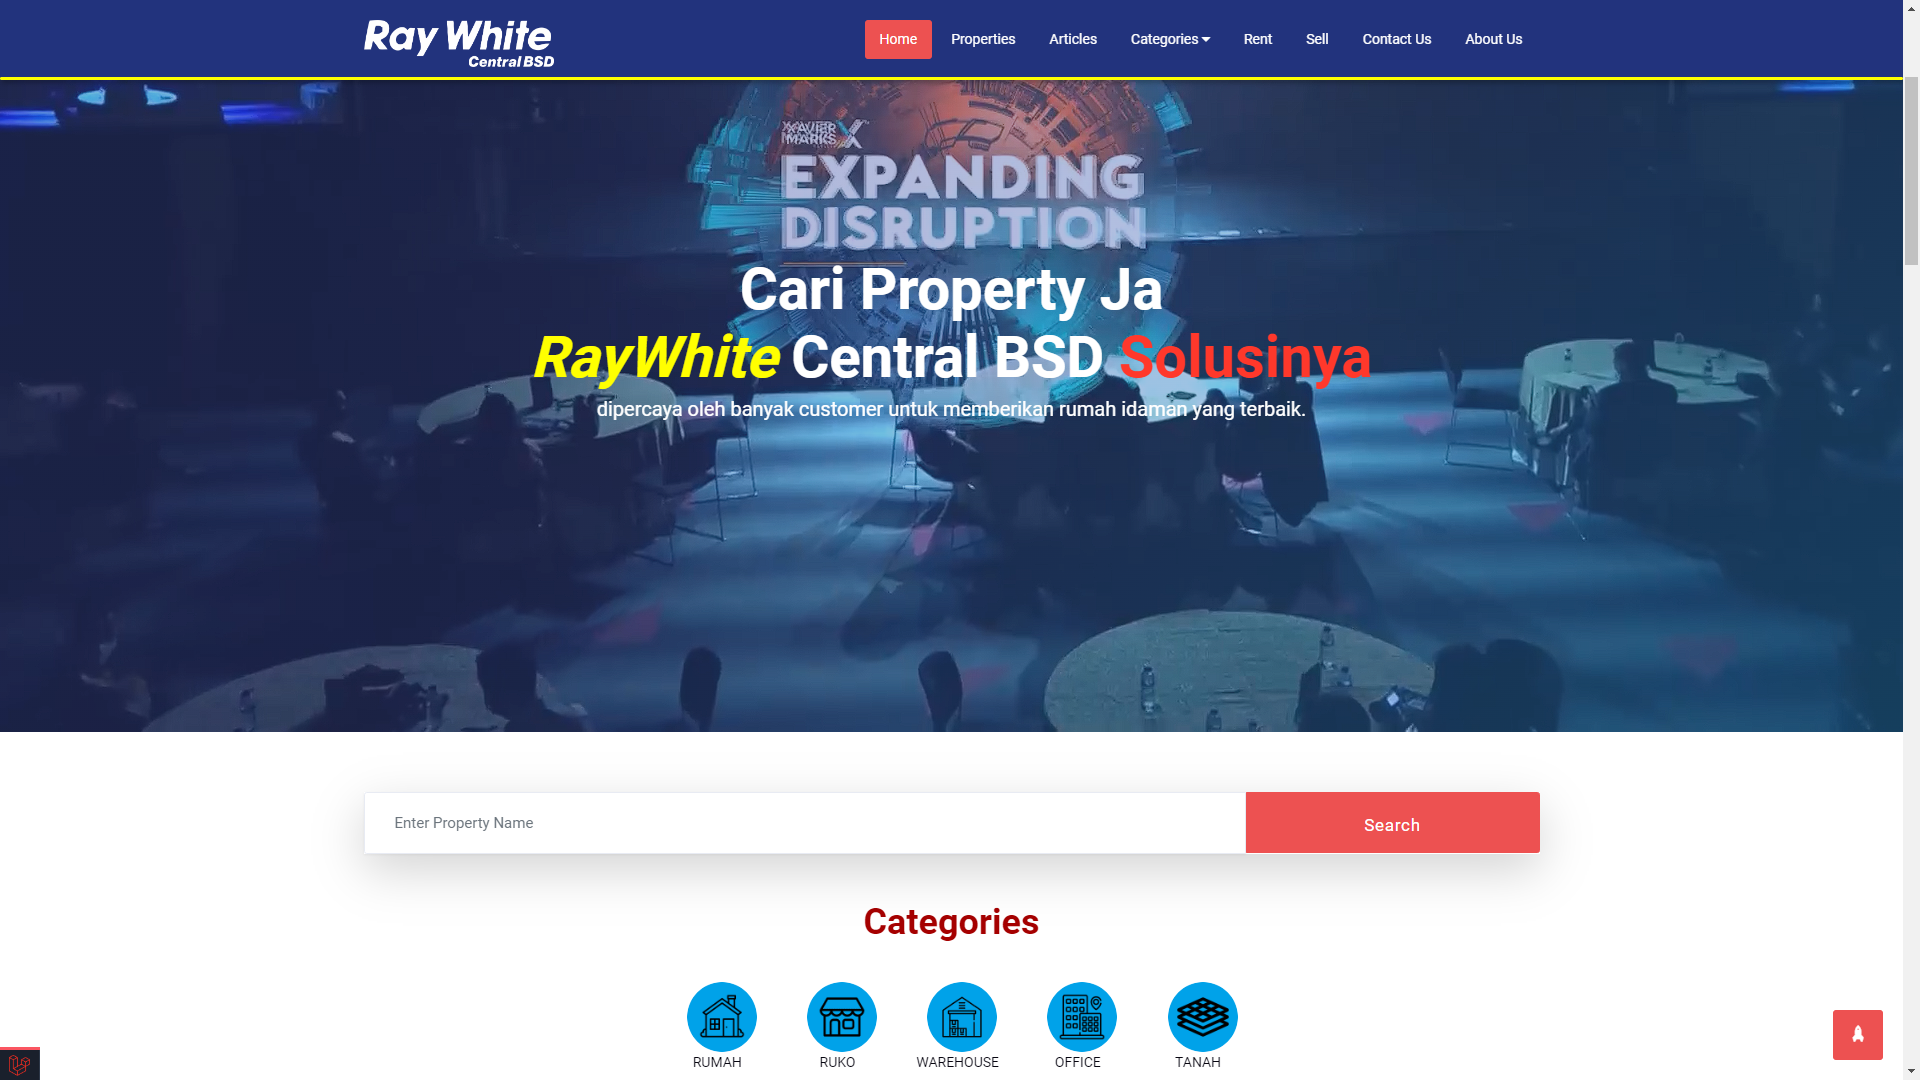 Ray White
Central BSD
Home
Properties
Articles
Categories
Rent
Sell
Contact Us
About Us
XAVIER
MARKS
EXPANDING
DISRUPTION
Cari Property Ja
RayWhite Central BSD Solusinya
dipercaya oleh banyak customer untuk memberikan rumah idaman yang terbaik.
Enter Property Name
Search
Categories
RUMAH
RUKO
WAREHOUSE
OFFICE
TANAH